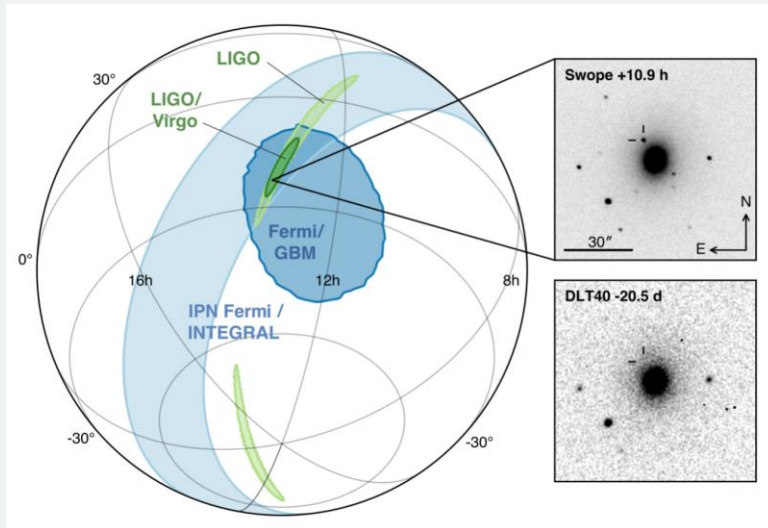 LIGO
30°
LIGO/
Virgo
Fermi/
GBM
0°
16h
12h
8h
IPN Fermi /
INTEGRAL
-30°
-30°
Swope +10.9 h
30″
N
E
DLT40 -20.5 d